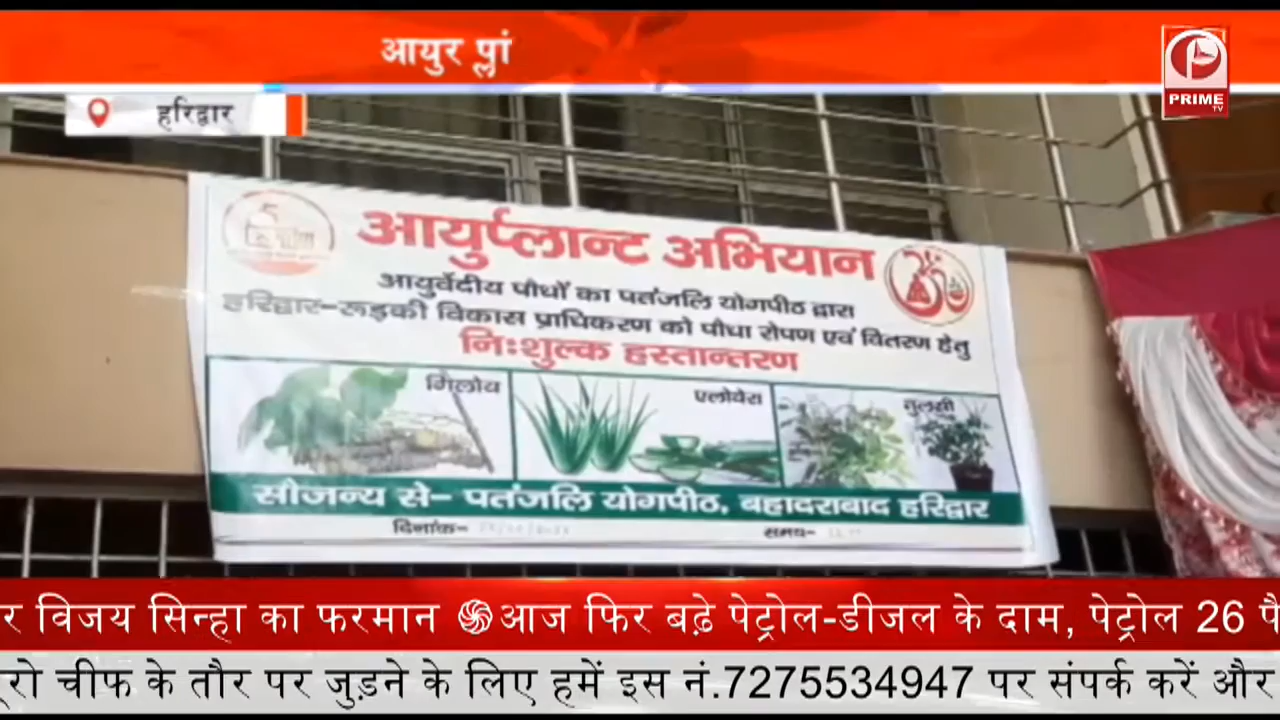 आयुर प्लां
PRIME
TV
हरिद्वार
आयुर्प्लान्ट अभियान
आयुर्वेदीय पौधों का पतंजलि योगपीठ द्वारा
हरिद्वार-रूड़की विकास प्राधिकरण को पौधा रोपण एवं वितरण हेतु
निःशुल्क हस्तान्तरण
गिलोय एलोवेरा तुलसी
सौजन्य से- पतंजलि योगपीठ, बहादराबाद हरिद्वार
दिनांक- समय-
र विजय सिन्हा का फरमान आज फिर बढ़े पेट्रोल-डीजल के दाम, पेट्रोल 26 पै
ूरो चीफ के तौर पर जुड़ने के लिए हमें इस नं.7275534947 पर संपर्क करें और